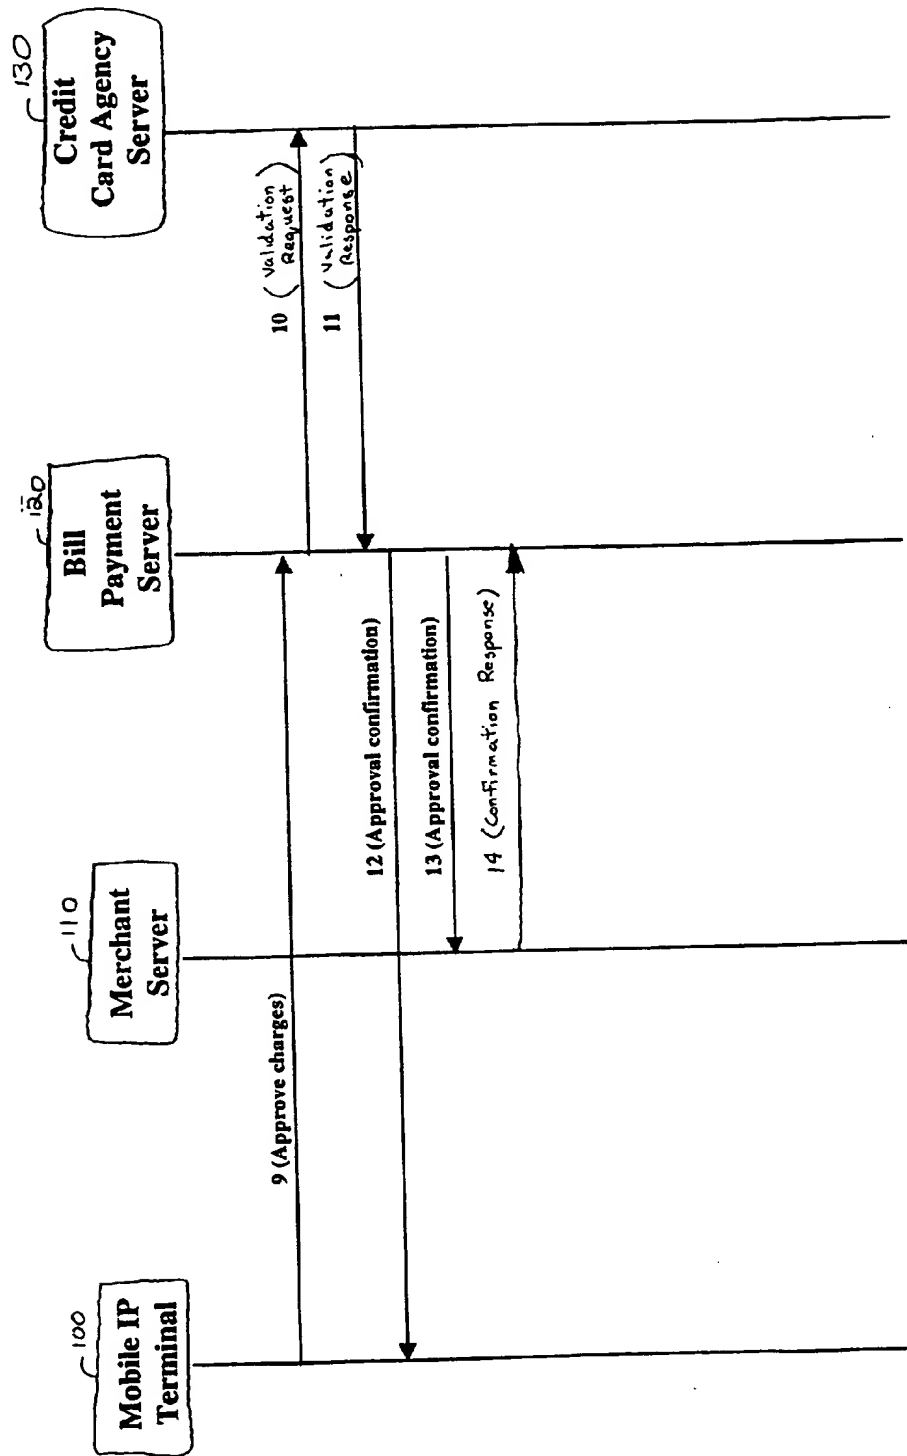 100
Mobile IP
Terminal
110
Merchant
Server
120
Bill
Payment
Server
130
Credit
Card Agency
Server
9 (Approve charges)
10 (Validation
Request)
11 (Validation
Response)
12 (Approval confirmation)
13 (Approval confirmation)
14 (Confirmation Response)